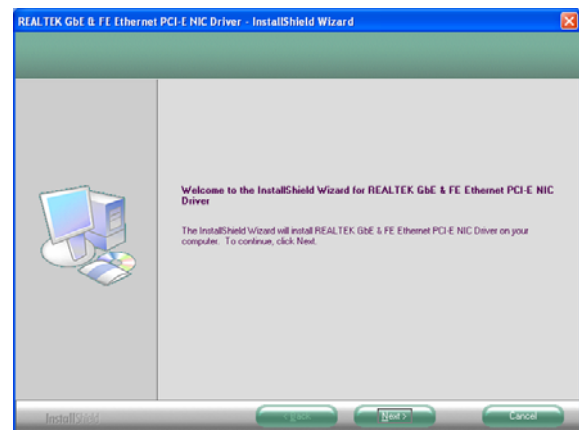 REALTEK GbE & FE Ethernet PCI-E NIC Driver - InstallShield Wizard
Welcome to the InstallShield Wizard for REALTEK GbE & FE Ethernet PCI-E NIC
Driver
The InstallShield Wizard will install REALTEK GbE & FE Ethernet PCI-E NIC Driver on your
computer. To continue, click Next.
InstallShield
< Back
Next >
Cancel